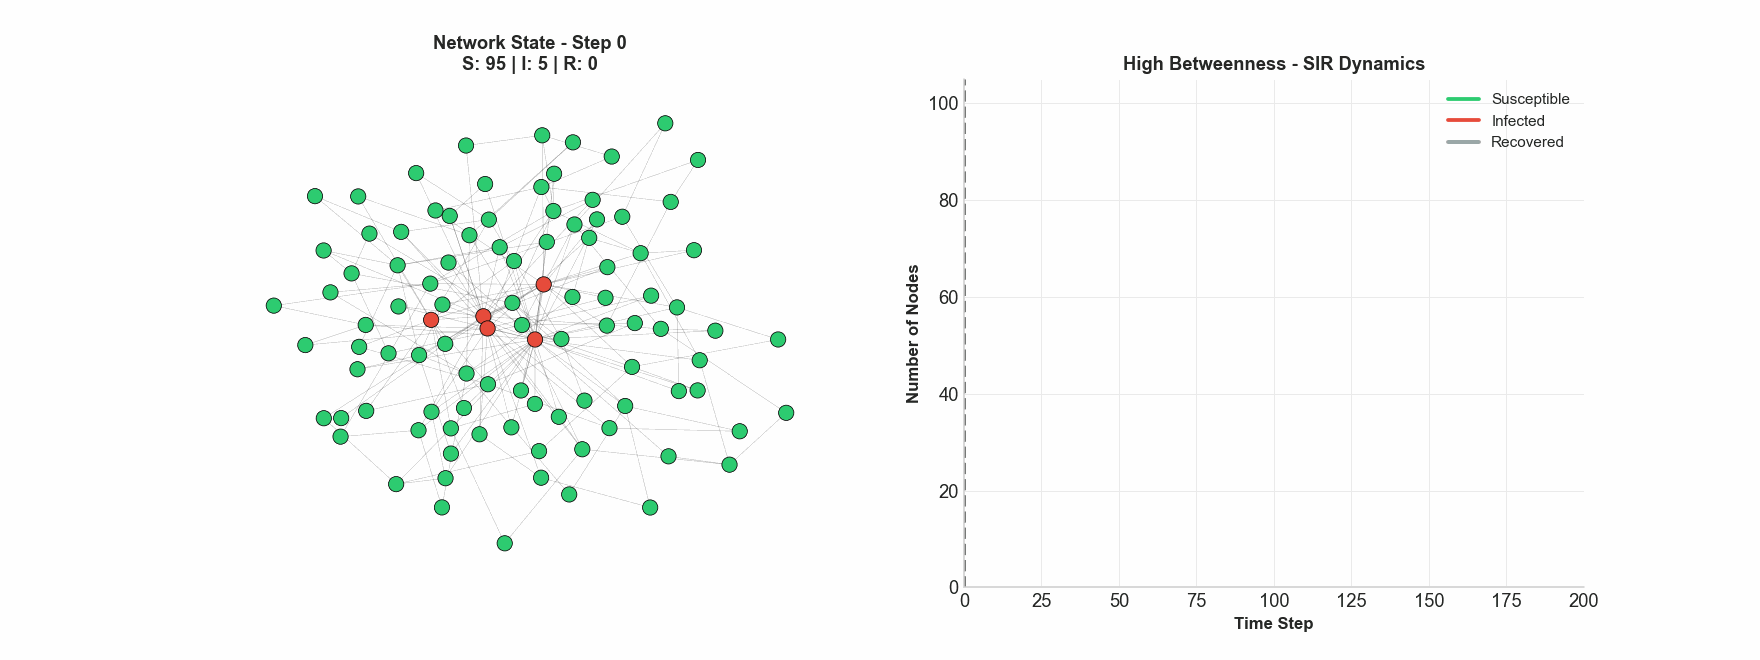 Network State - Step 0
S: 95 | I: 5 | R: 0
High Betweenness - SIR Dynamics
Susceptible
Infected
Recovered
Number of Nodes
100
80
60
40
20
0
0 25 50 75 100 125 150 175 200
Time Step